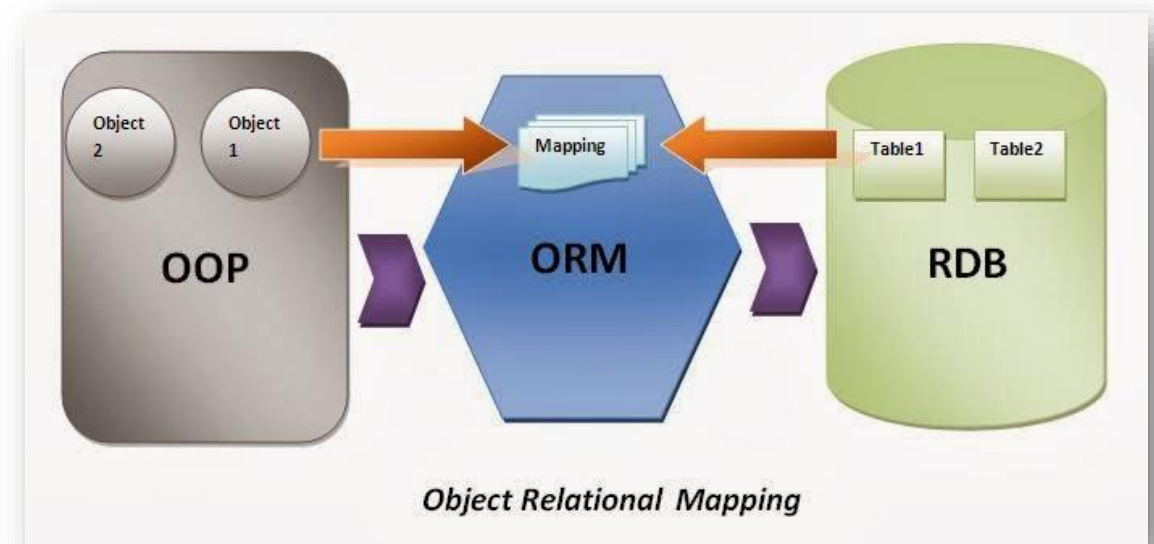 Object
2
Object
1
Mapping
Table1
Table2
OOP
ORM
RDB
Object Relational Mapping